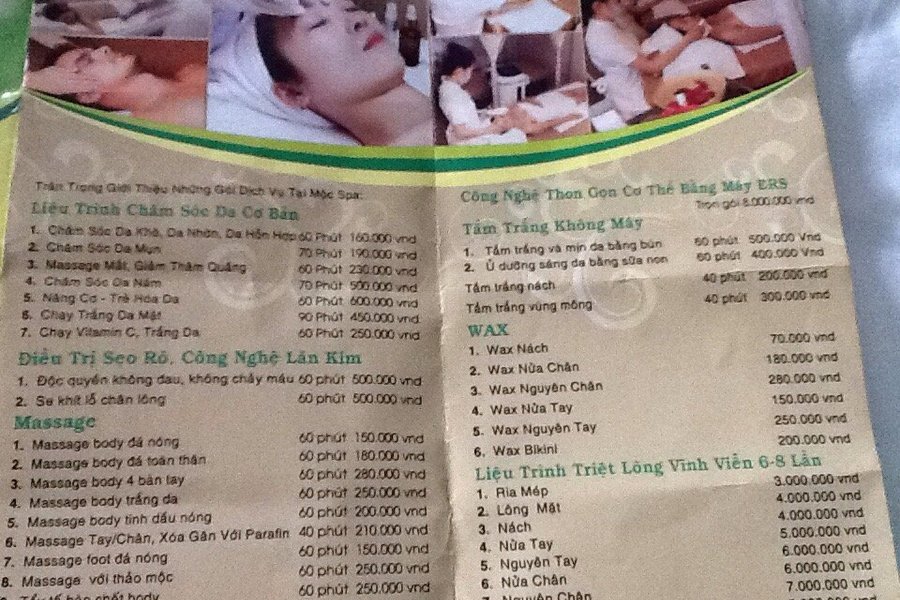 Trân Trọng Giới Thiệu Những Gói Dịch Vụ Tại Mộc Spa:
Liệu Trình Chăm Sóc Da Cơ Bản
1. Chăm Sóc Da Khô, Da Nhờn, Da Hỗn Hợp 60 Phút 160.000 vnd
2. Chăm Sóc Da Mụn 70 Phút 190.000 vnd
3. Massage Mắt, Giảm Thâm Quầng 60 Phút 230.000 vnd
4. Chăm Sóc Da Nám 70 Phút 500.000 vnd
5. Nâng Cơ - Trẻ Hóa Da 60 Phút 600.000 vnd
6. Chạy Trắng Da Mặt 90 Phút 450.000 vnd
7. Chạy Vitamin C, Trắng Da 60 Phút 250.000 vnd
Điều Trị Sẹo Rỗ, Công Nghệ Lăn Kim
1. Độc quyền không đau, không chảy máu 60 phút 500.000 vnd
2. Se khít lỗ chân lông 60 phút 500.000 vnd
Massage
1. Massage body đá nóng 60 phút 150.000 vnd
2. Massage body đá toàn thân 60 phút 180.000 vnd
3. Massage body 4 bàn tay 60 phút 280.000 vnd
4. Massage body trắng da 60 phút 250.000 vnd
5. Massage body tinh dầu nóng 60 phút 200.000 vnd
6. Massage Tay/Chân, Xóa Gân Với Parafin 40 phút 210.000 vnd
7. Massage foot đá nóng 60 phút 150.000 vnd
8. Massage với thảo mộc 60 phút 250.000 vnd
Tẩy tế bào chết body 60 phút 250.000 vnd
Công Nghệ Thon Gọn Cơ Thể Bằng Máy ERS
Trọn gói 8.000.000 vnd
Tắm Trắng Không Máy
1. Tắm trắng và mịn da bằng bùn 60 phút 500.000 Vnd
2. Ủ dưỡng sáng da bằng sữa non 60 phút 400.000 Vnd
Tắm trắng nách 40 phút 200.000 vnd
Tắm trắng vùng mông 40 phút 300.000 vnd
WAX
1. Wax Nách 70.000 vnd
2. Wax Nửa Chân 180.000 vnd
3. Wax Nguyên Chân 280.000 vnd
4. Wax Nửa Tay 150.000 vnd
5. Wax Nguyên Tay 250.000 vnd
6. Wax Bikini 200.000 vnd
Liệu Trình Triệt Lông Vĩnh Viễn 6-8 Lần
1. Ria Mép 3.000.000 vnd
2. Lông Mặt 4.000.000 vnd
3. Nách 4.000.000 vnd
4. Nửa Tay 5.000.000 vnd
5. Nguyên Tay 6.000.000 vnd
6. Nửa Chân 6.000.000 vnd
7. Nguyên Chân 7.000.000 vnd